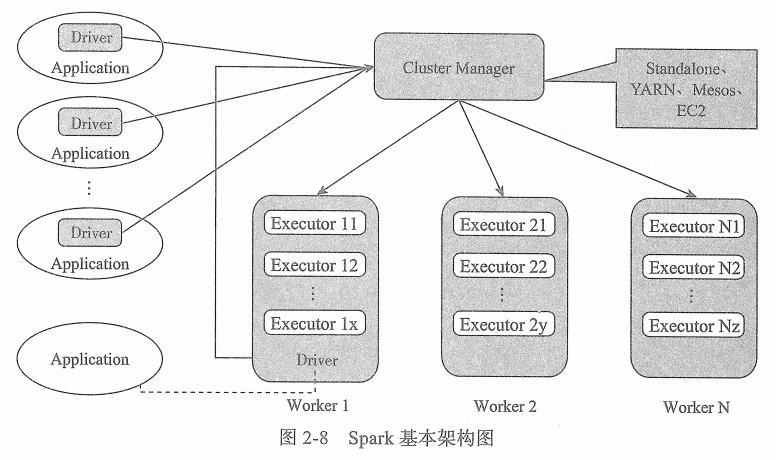 Driver
Application
Driver
Application
⋮
Driver
Application
Application
Cluster Manager
Standalone、
YARN、Mesos、
EC2
Executor 11
Executor 12
⋮
Executor 1x
Driver
Worker 1
Executor 21
Executor 22
⋮
Executor 2y
Worker 2
Executor N1
Executor N2
⋮
Executor Nz
Worker N
图 2-8 Spark 基本架构图